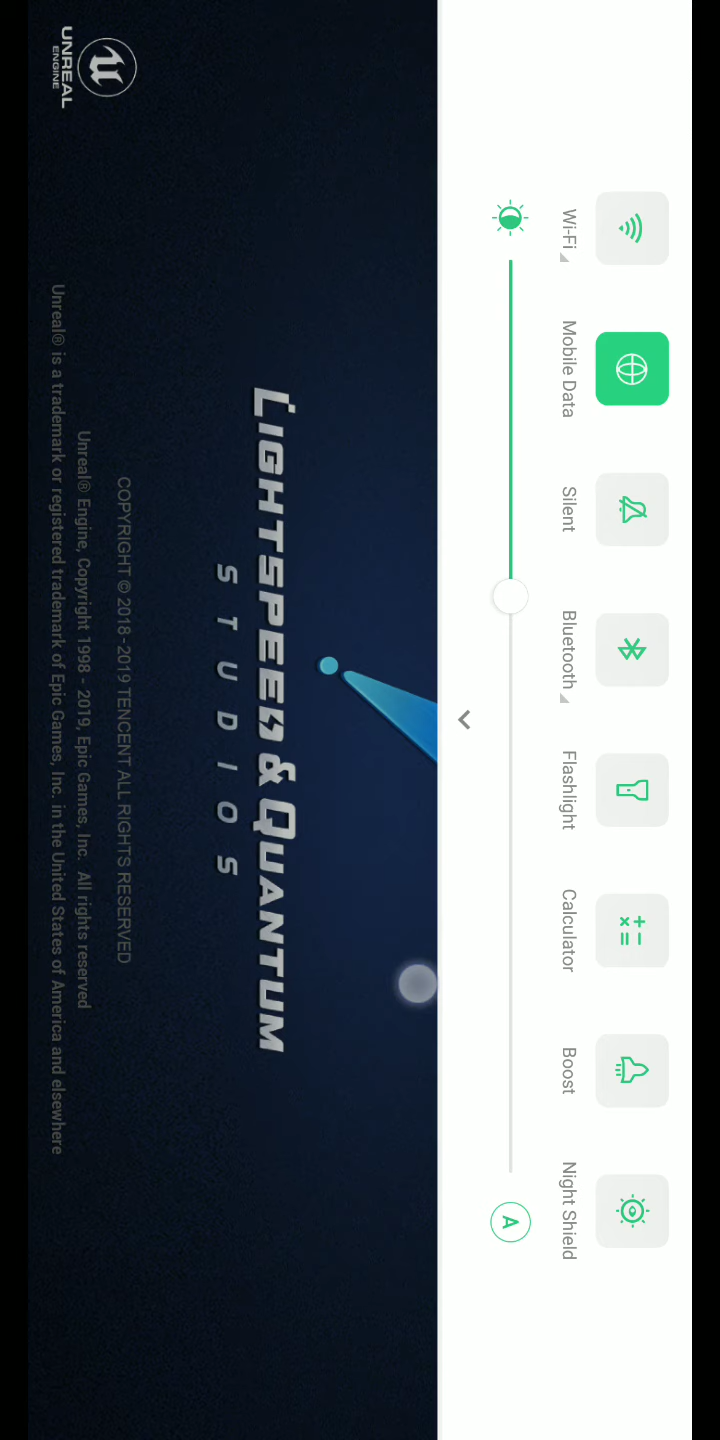 Wi-Fi
Mobile Data
Silent
Bluetooth
Flashlight
Calculator
Boost
Night Shield
A
LIGHTSPEED & QUANTUM
STUDIOS
COPYRIGHT © 2018-2019 TENCENT ALL RIGHTS RESERVED
Unreal® Engine, Copyright 1998 - 2019, Epic Games, Inc. All rights reserved
Unreal® is a trademark or registered trademark of Epic Games, Inc. in the United States of America and elsewhere
UNREAL
ENGINE